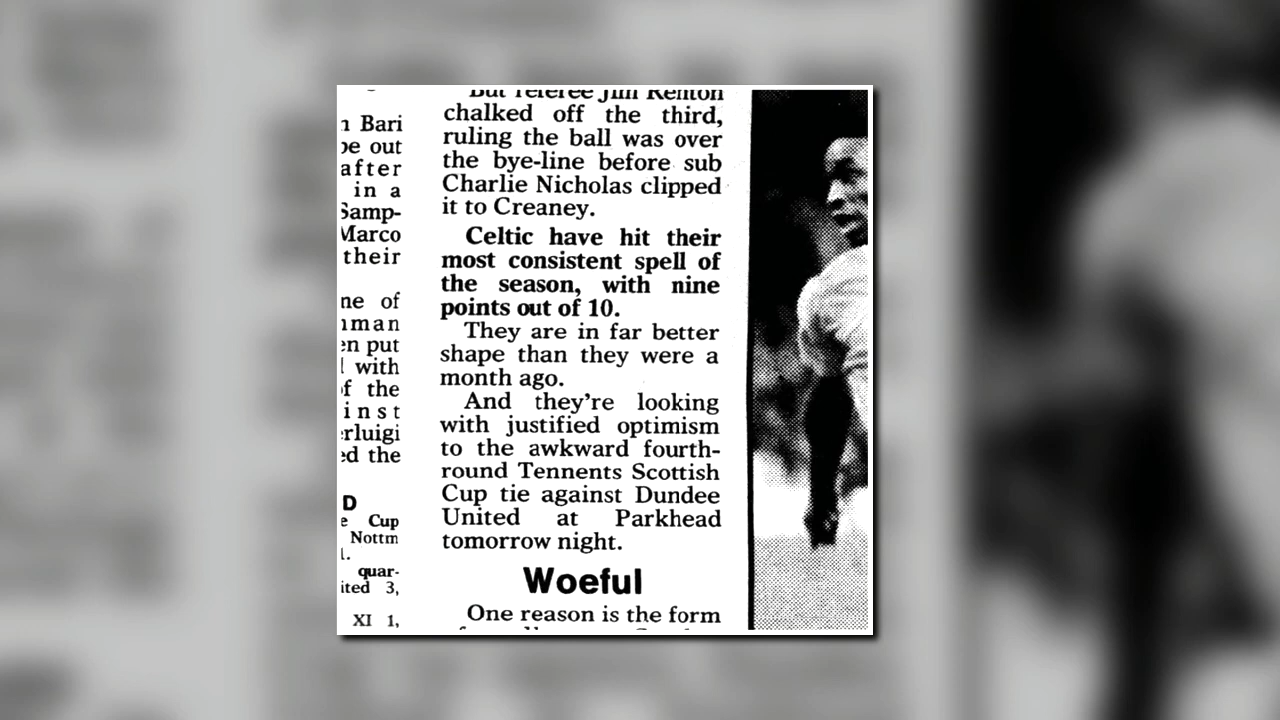 Bari
be out
after
in a
Samp-
Marco
their
of
put
with
of the
rluigi
the
D
Cup
Nottm
quar-
ited 3,
XI 1,
But referee Jim Renton
chalked off the third,
ruling the ball was over
the bye-line before sub
Charlie Nicholas clipped
it to Creaney.
Celtic have hit their
most consistent spell of
the season, with nine
points out of 10.
They are in far better
shape than they were a
month ago.
And they're looking
with justified optimism
to the awkward fourth-
round Tennents Scottish
Cup tie against Dundee
United at Parkhead
tomorrow night.
Woeful
One reason is the form